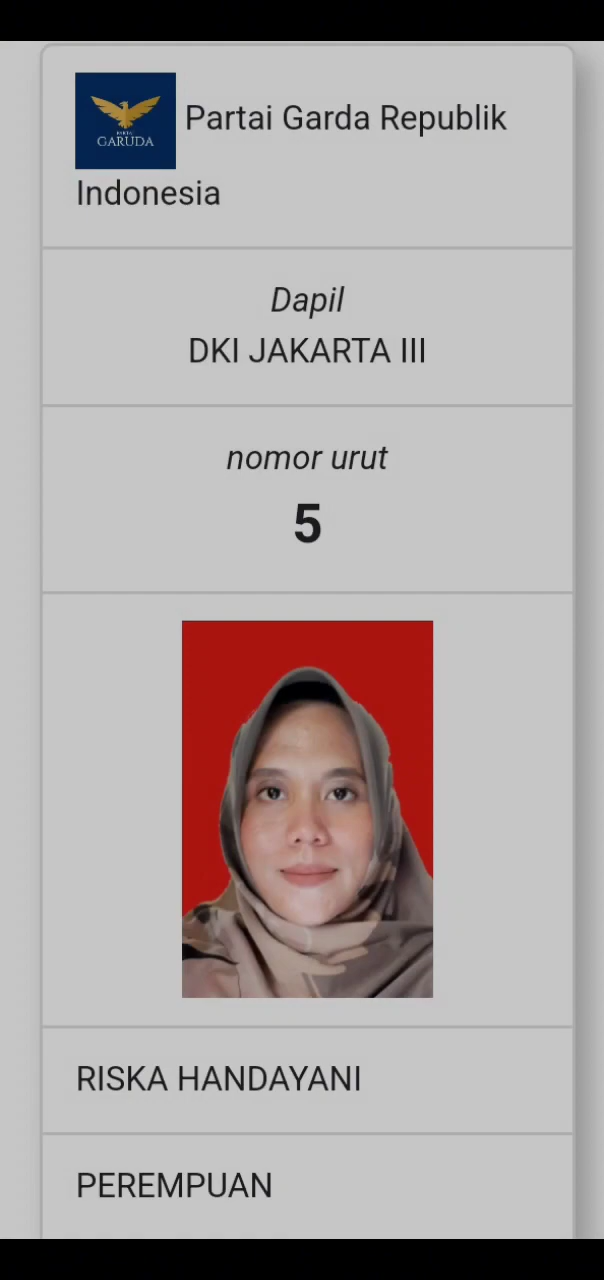 PARTAI
GARUDA
Partai Garda Republik
Indonesia
Dapil
DKI JAKARTA III
nomor urut
5
RISKA HANDAYANI
PEREMPUAN